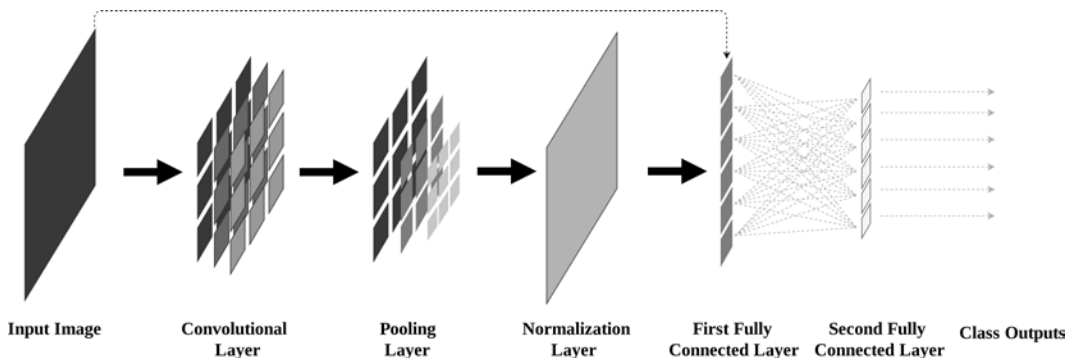 Input Image
Convolutional
Layer
Pooling
Layer
Normalization
Layer
First Fully
Connected Layer
Second Fully
Connected Layer
Class Outputs